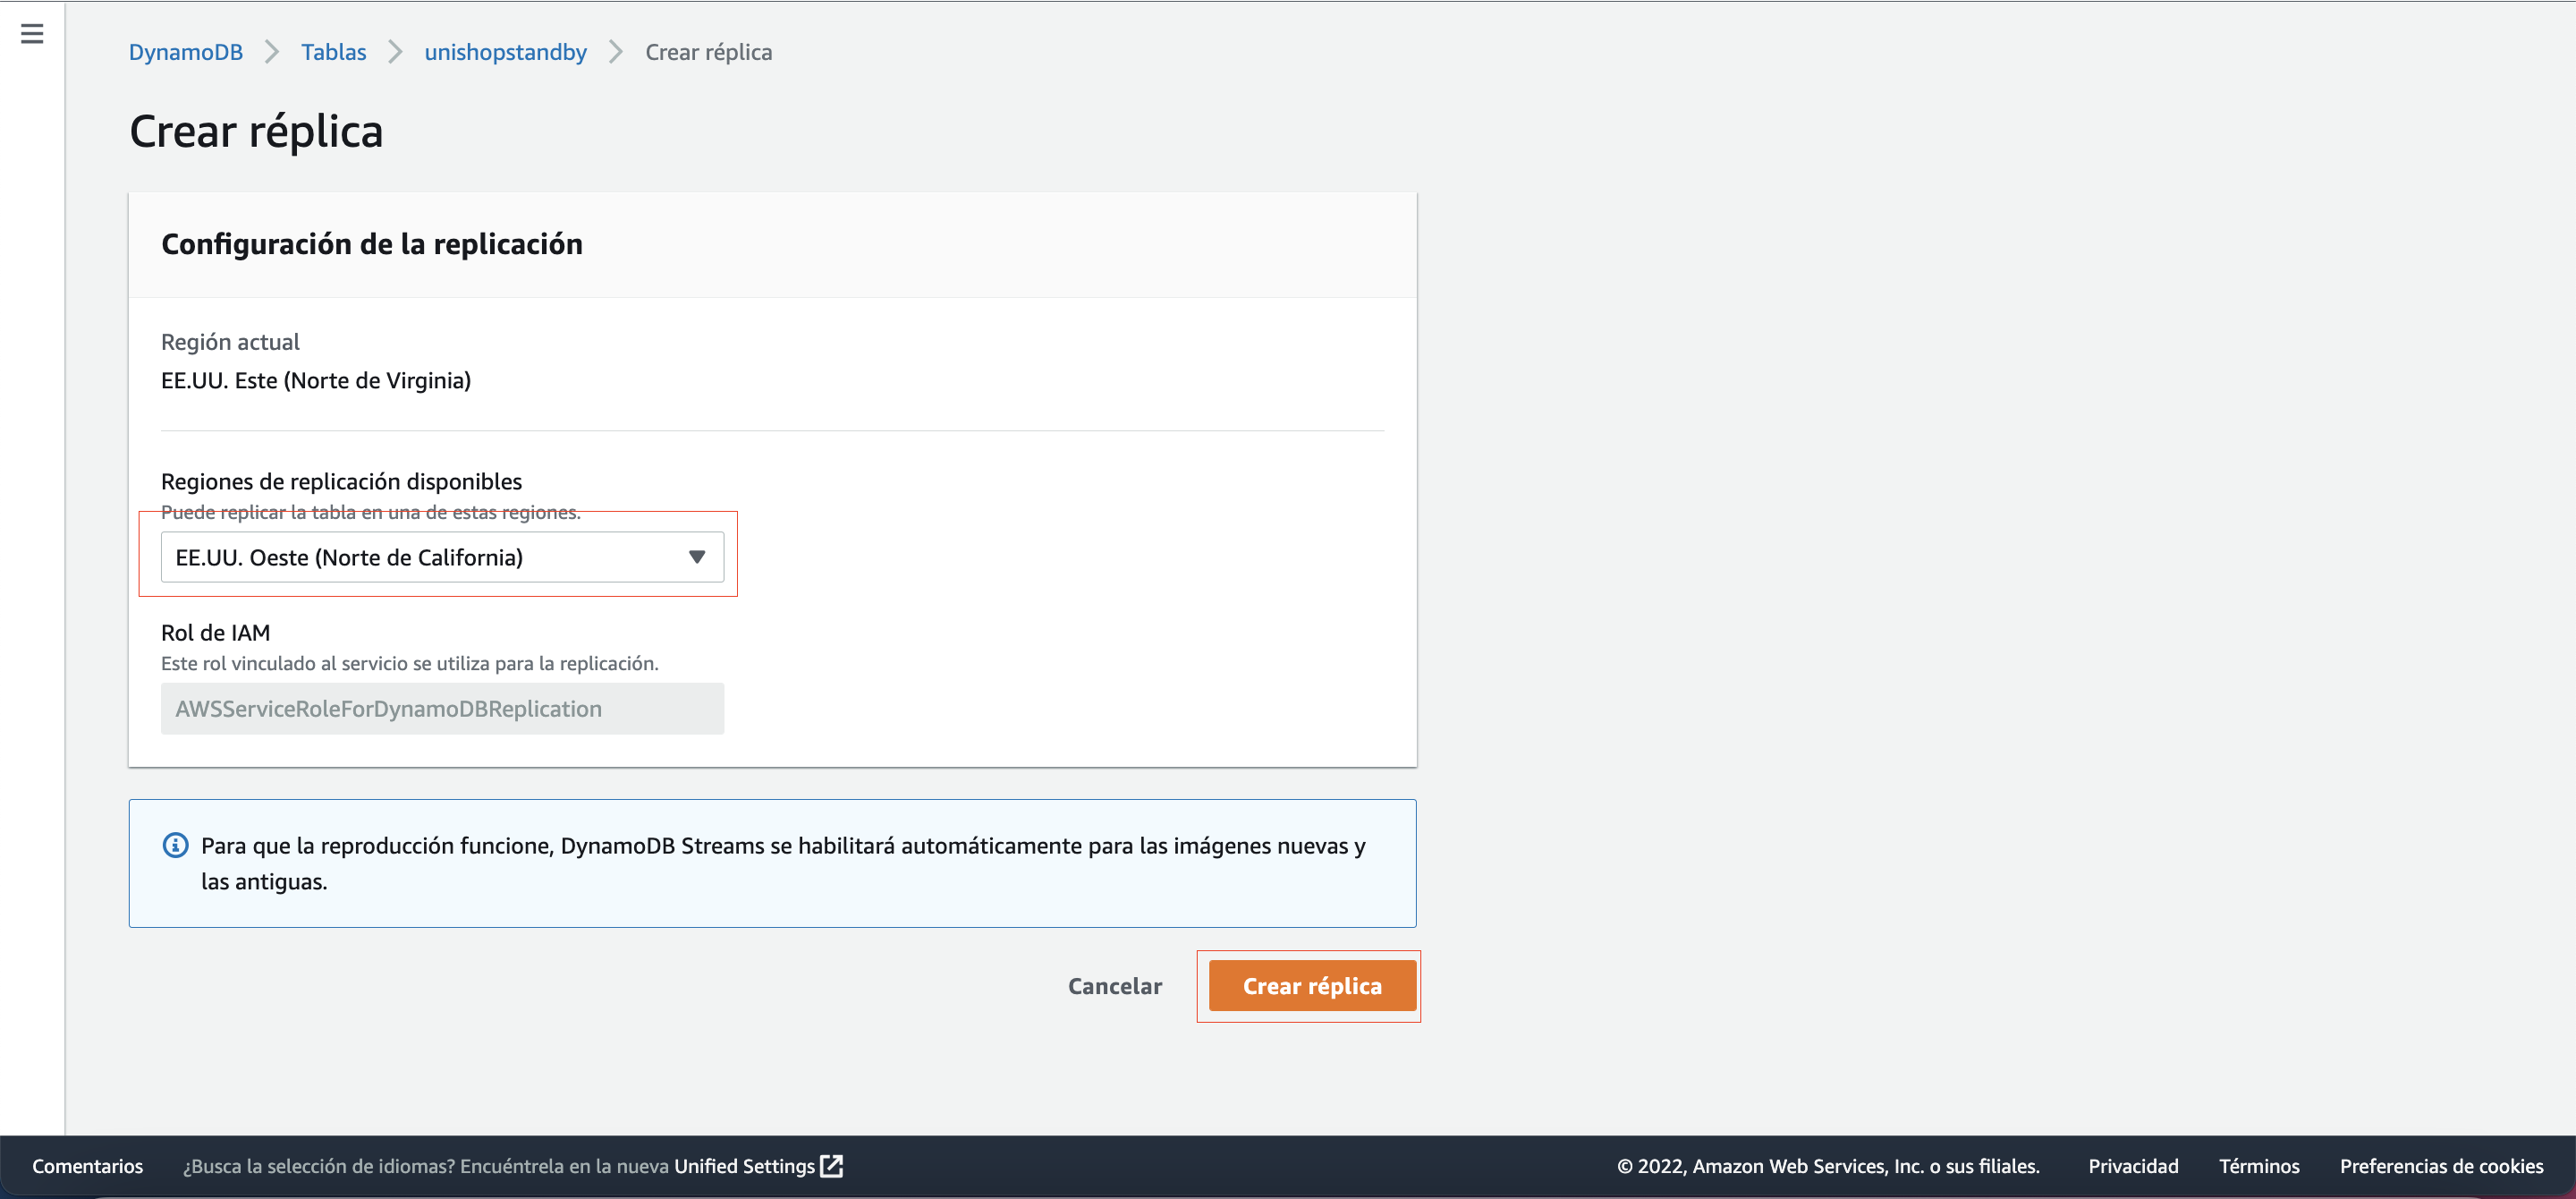 DynamoDB > Tablas > unishopstandby > Crear réplica
Crear réplica
Configuración de la replicación
Región actual
EE.UU. Este (Norte de Virginia)
Regiones de replicación disponibles
Puede replicar la tabla en una de estas regiones.
EE.UU. Oeste (Norte de California)
Rol de IAM
Este rol vinculado al servicio se utiliza para la replicación.
AWSServiceRoleForDynamoDBReplication
Para que la reproducción funcione, DynamoDB Streams se habilitará automáticamente para las imágenes nuevas y
las antiguas.
Cancelar Crear réplica
Comentarios ¿Busca la selección de idiomas? Encuéntrela en la nueva Unified Settings © 2022, Amazon Web Services, Inc. o sus filiales. Privacidad Términos Preferencias de cookies